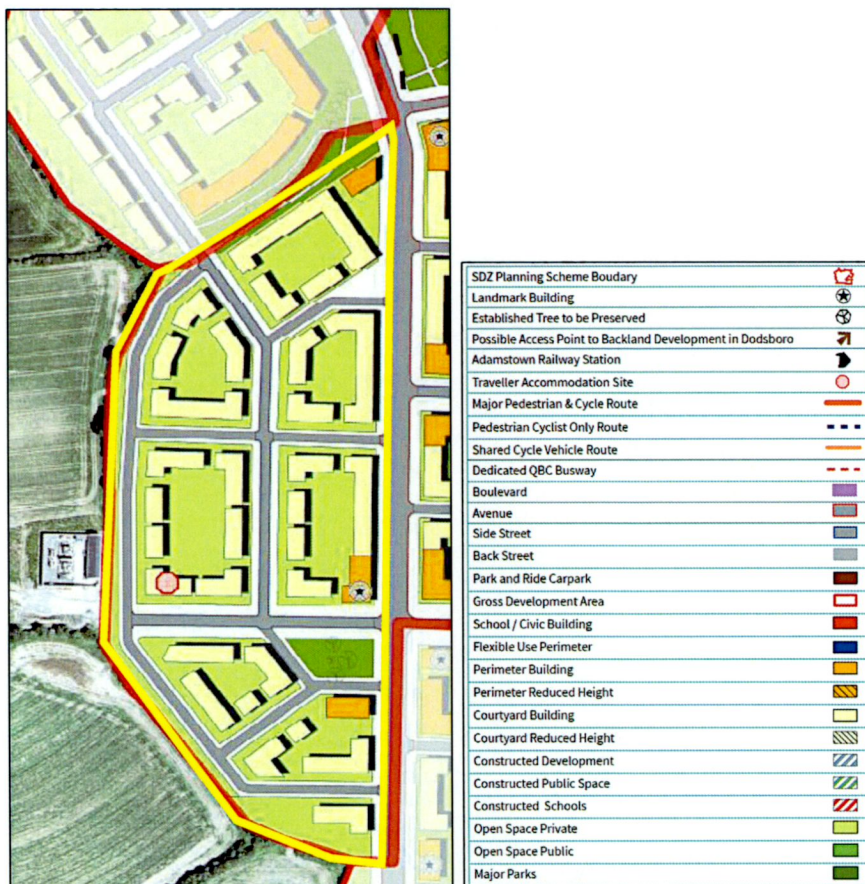 SDZ Planning Scheme Boudary
Landmark Building
Established Tree to be Preserved
Possible Access Point to Backland Development in Dodsboro
Adamstown Railway Station
Traveller Accommodation Site
Major Pedestrian & Cycle Route
Pedestrian Cyclist Only Route
Shared Cycle Vehicle Route
Dedicated QBC Busway
Boulevard
Avenue
Side Street
Back Street
Park and Ride Carpark
Gross Development Area
School / Civic Building
Flexible Use Perimeter
Perimeter Building
Perimeter Reduced Height
Courtyard Building
Courtyard Reduced Height
Constructed Development
Constructed Public Space
Constructed Schools
Open Space Private
Open Space Public
Major Parks